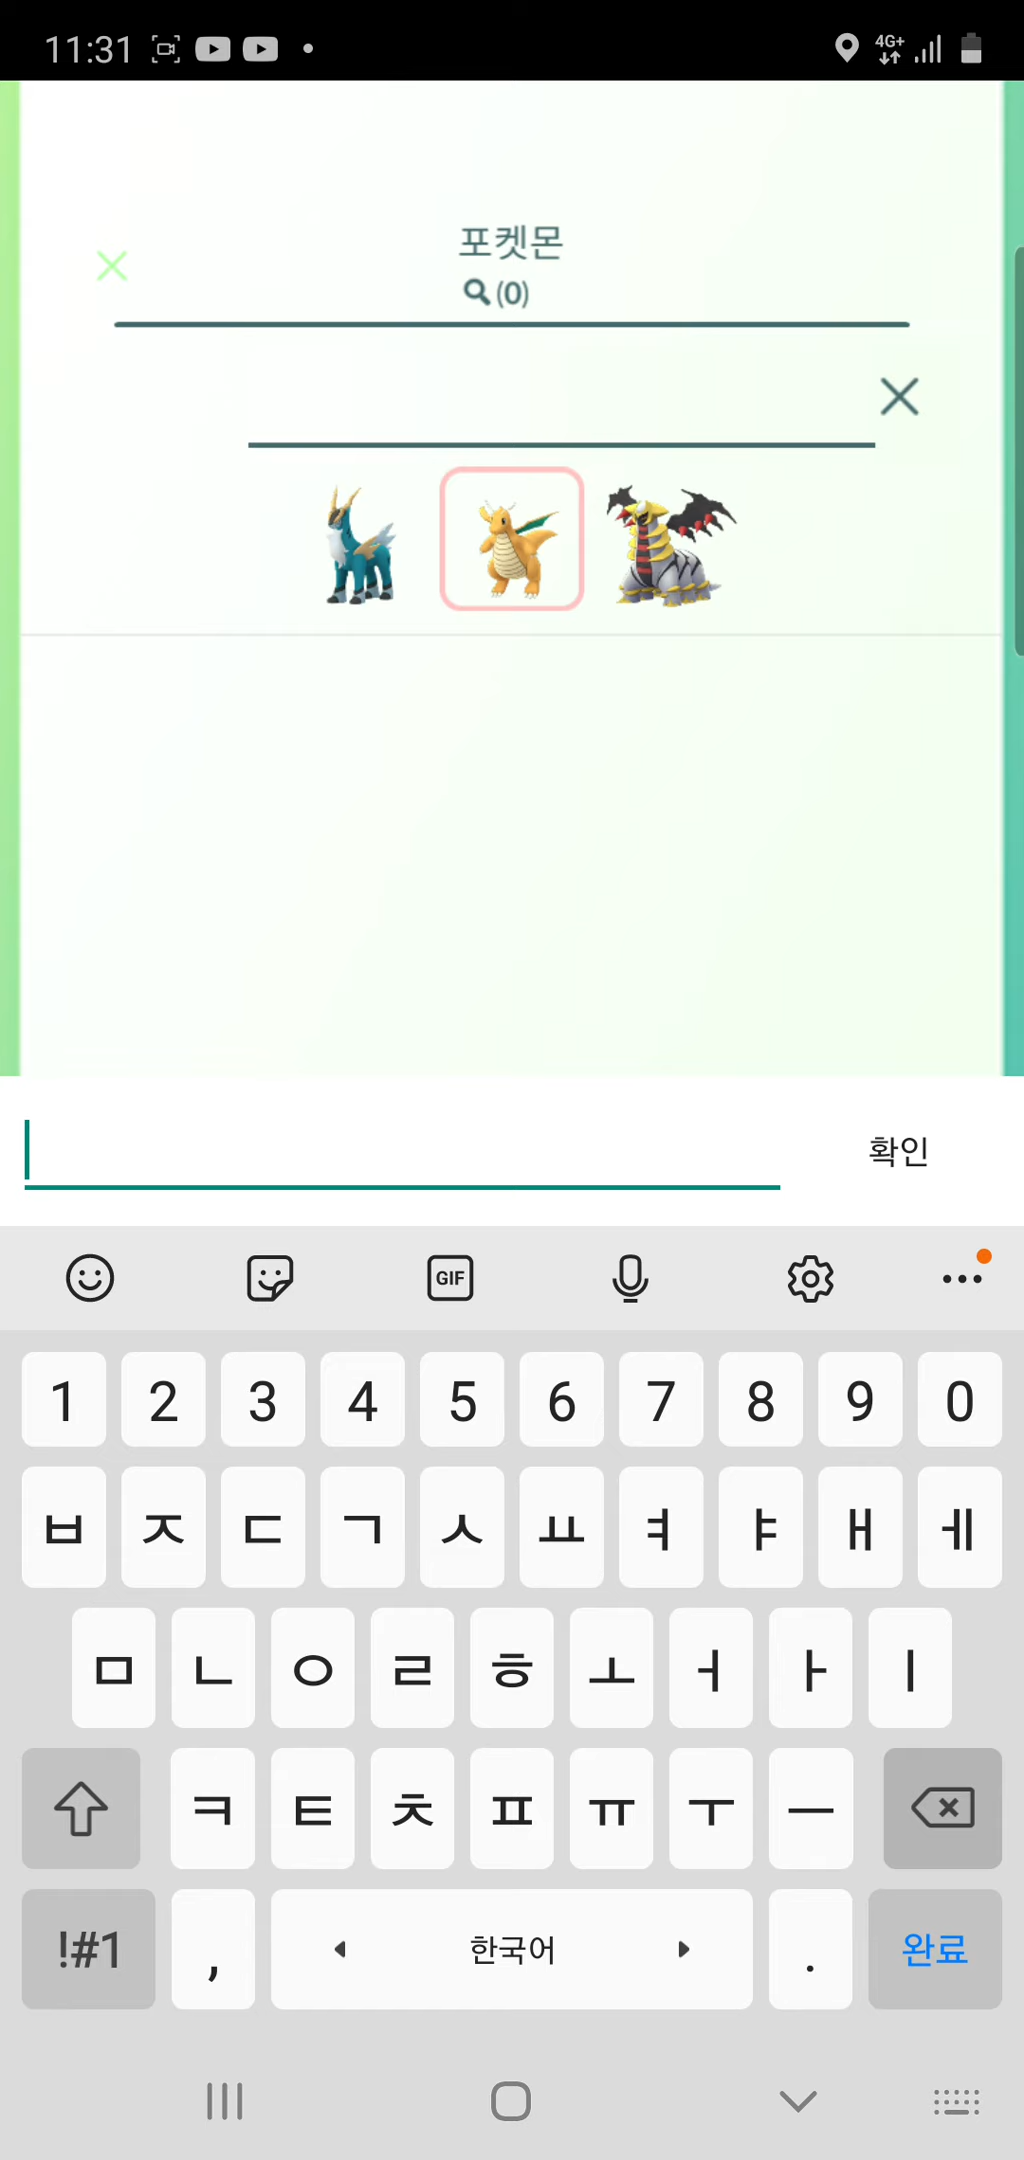 11:31 4G+
포켓몬
(0)
확인
GIF
1 2 3 4 5 6 7 8 9 0
ㅂ ㅈ ㄷ ㄱ ㅅ ㅛ ㅕ ㅑ ㅐ ㅔ
ㅁ ㄴ ㅇ ㄹ ㅎ ㅗ ㅓ ㅏ ㅣ
ㅋ ㅌ ㅊ ㅍ ㅠ ㅜ ㅡ
!#1 , 한국어 . 완료